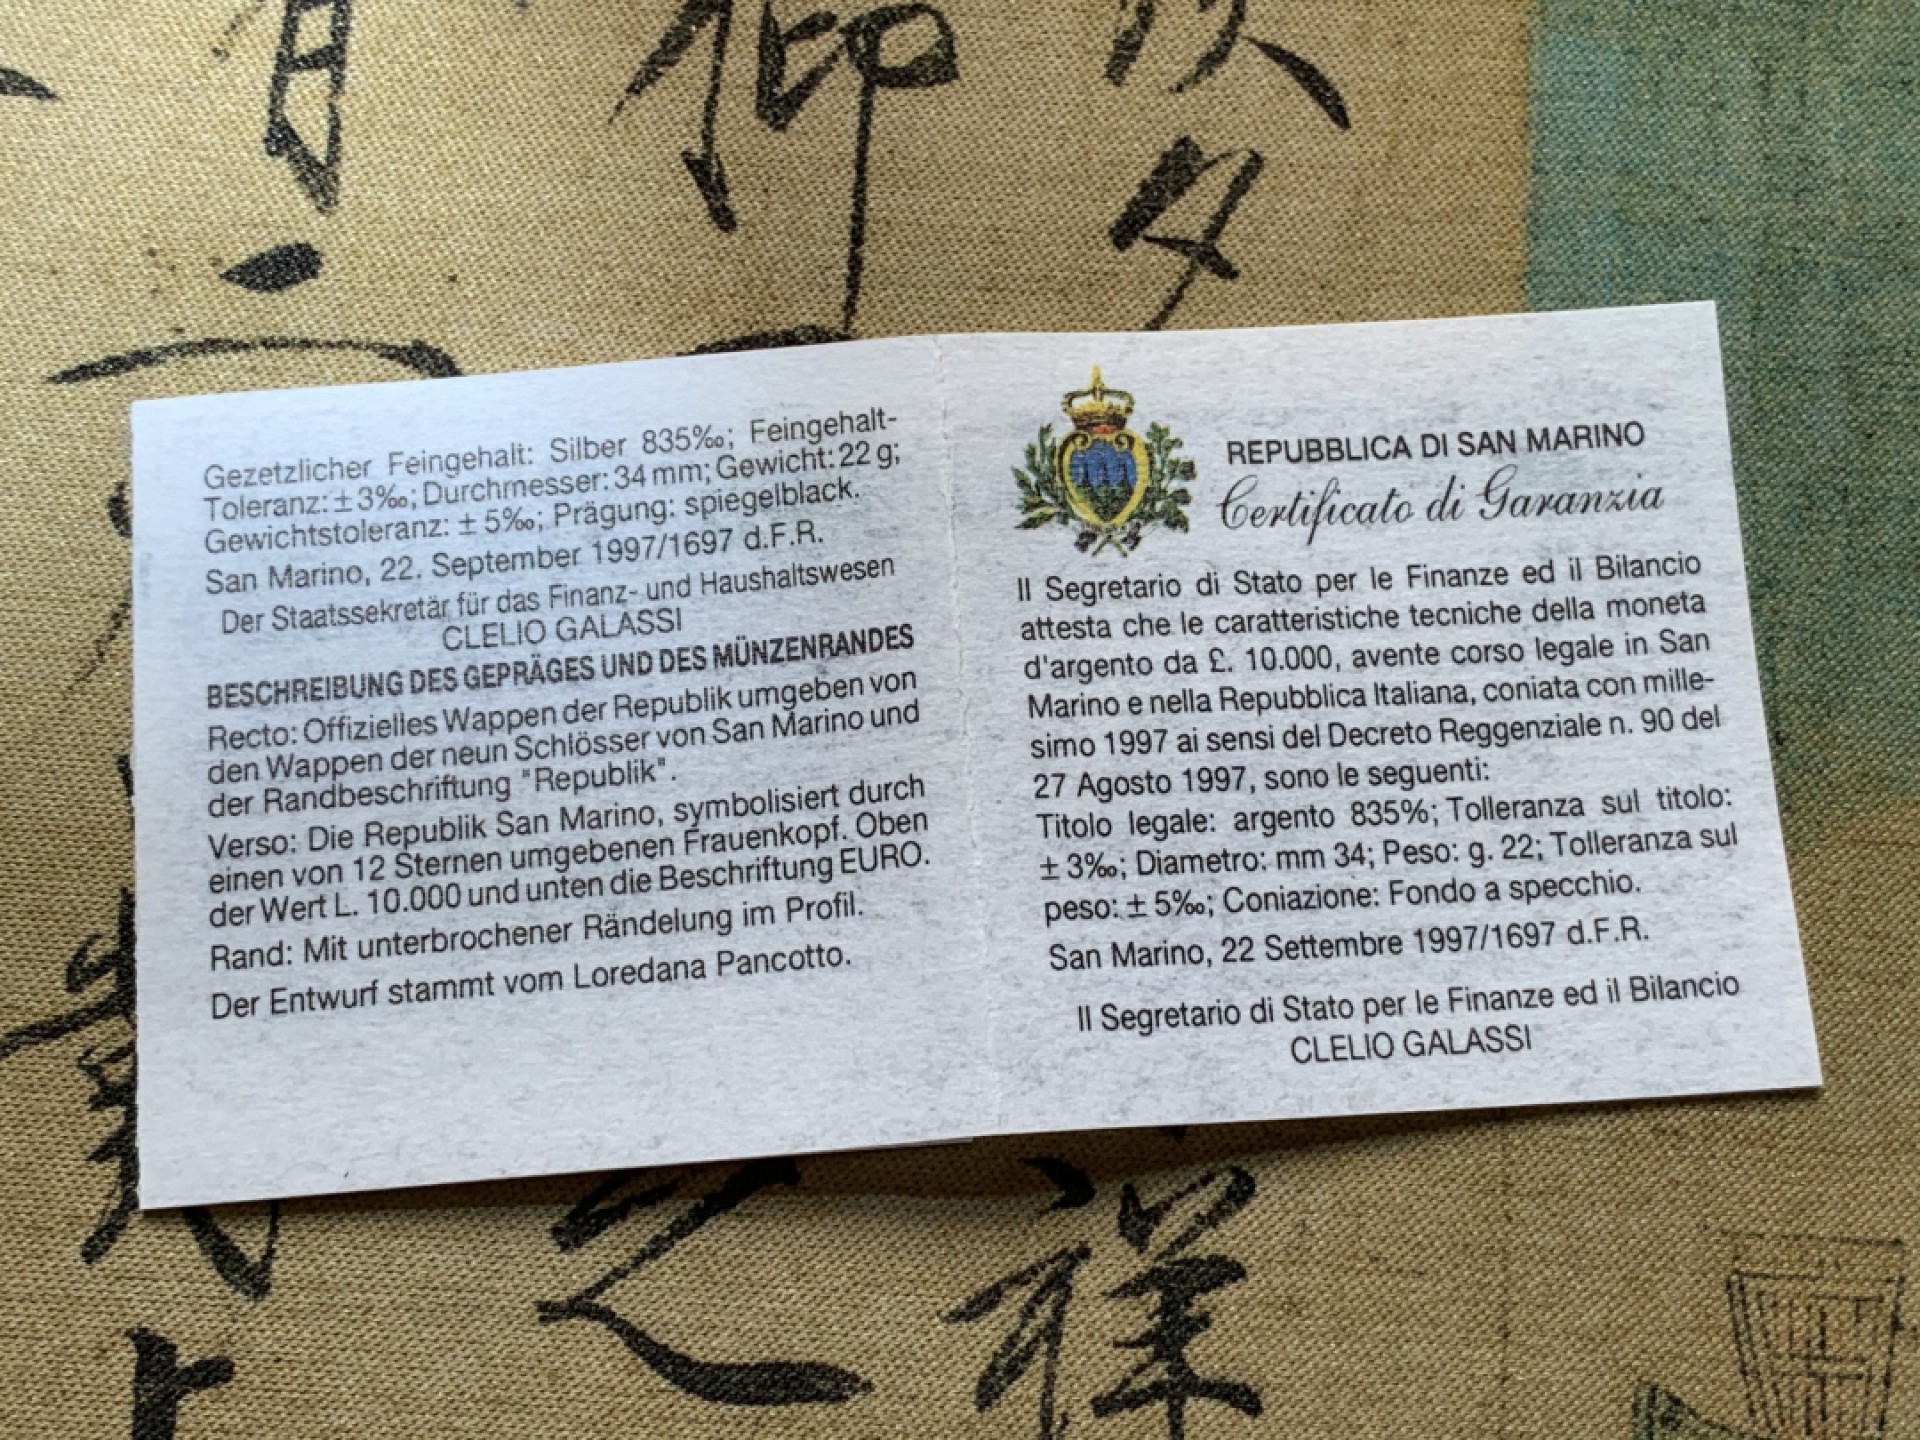 Gezetzlicher Feingehalt: Silber 835‰; Feingehalt-
Toleranz: ± 3‰; Durchmesser: 34 mm; Gewicht: 22 g;
Gewichtstoleranz: ± 5‰; Prägung: spiegelblack.
San Marino, 22. September 1997/1697 d.F.R.
Der Staatssekretär für das Finanz- und Haushaltswesen
CLELIO GALASSI
BESCHREIBUNG DES GEPRÄGES UND DES MÜNZENRANDES
Recto: Offizielles Wappen der Republik umgeben von
den Wappen der neun Schlösser von San Marino und
der Randbeschriftung "Republik".
Verso: Die Republik San Marino, symbolisiert durch
einen von 12 Sternen umgebenen Frauenkopf. Oben
der Wert L. 10.000 und unten die Beschriftung EURO.
Rand: Mit unterbrochener Rändelung im Profil.
Der Entwurf stammt vom Loredana Pancotto.
REPUBBLICA DI SAN MARINO
Certificato di Garanzia
Il Segretario di Stato per le Finanze ed il Bilancio
attesta che le caratteristiche tecniche della moneta
d'argento da £. 10.000, avente corso legale in San
Marino e nella Repubblica Italiana, coniata con mille-
simo 1997 ai sensi del Decreto Reggenziale n. 90 del
27 Agosto 1997, sono le seguenti:
Titolo legale: argento 835%; Tolleranza sul titolo:
± 3‰; Diametro: mm 34; Peso: g. 22; Tolleranza sul
peso: ± 5‰; Coniazione: Fondo a specchio.
San Marino, 22 Settembre 1997/1697 d.F.R.
Il Segretario di Stato per le Finanze ed il Bilancio
CLELIO GALASSI